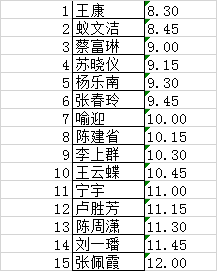 1 王康 8.30
2 蚁文洁 8.45
3 蔡富琳 9.00
4 苏晓仪 9.15
5 杨乐南 9.30
6 张春玲 9.45
7 喻迎 10.00
8 陈建省 10.15
9 李上群 10.30
10 王云蝶 10.45
11 宁宇 11.00
12 卢胜芳 11.15
13 陈周潇 11.30
14 刘一璠 11.45
15 张佩霞 12.00